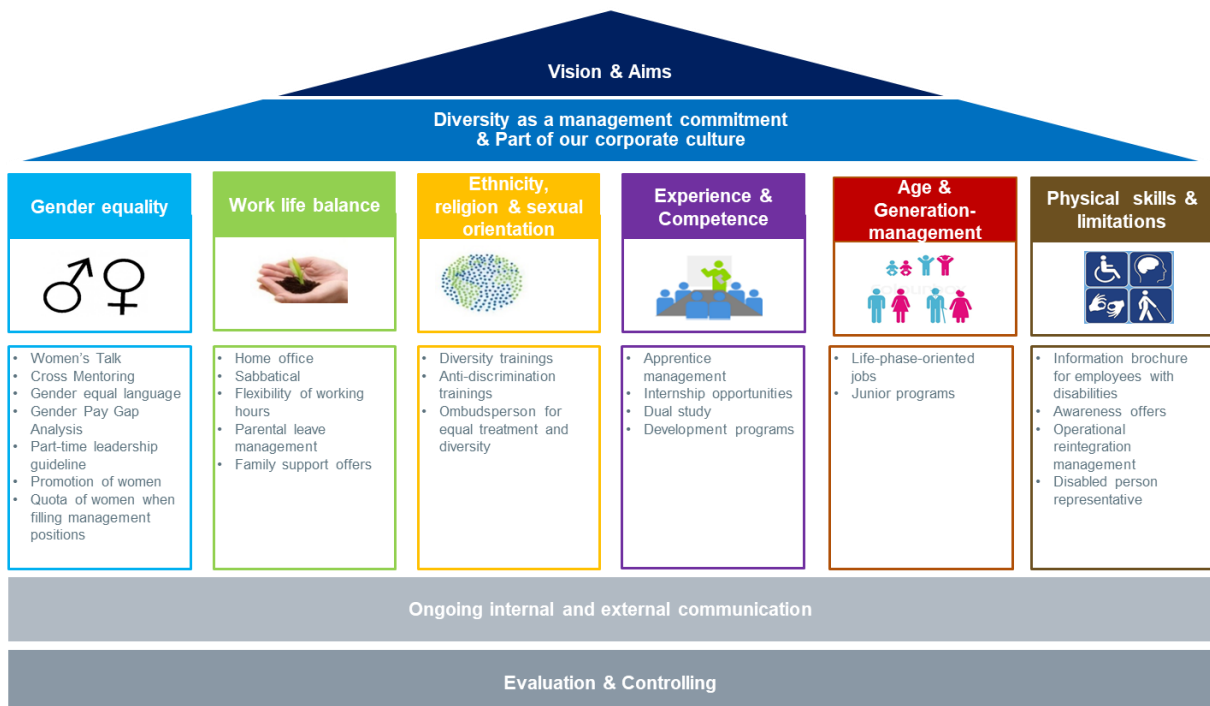 Vision & Aims
Diversity as a management commitment
& Part of our corporate culture
Gender equality
Work life balance
Ethnicity,
religion & sexual
orientation
Experience &
Competence
Age &
Generation-
management
Physical skills &
limitations
• Women's Talk
• Cross Mentoring
• Gender equal language
• Gender Pay Gap
Analysis
• Part-time leadership
guideline
• Promotion of women
• Quota of women when
filling management
positions
• Home office
• Sabbatical
• Flexibility of working
hours
• Parental leave
management
• Family support offers
• Diversity trainings
• Anti-discrimination
trainings
• Ombudsperson for
equal treatment and
diversity
• Apprentice
management
• Internship opportunities
• Dual study
• Development programs
• Life-phase-oriented
jobs
• Junior programs
• Information brochure
for employees with
disabilities
• Awareness offers
• Operational
reintegration
management
• Disabled person
representative
Ongoing internal and external communication
Evaluation & Controlling